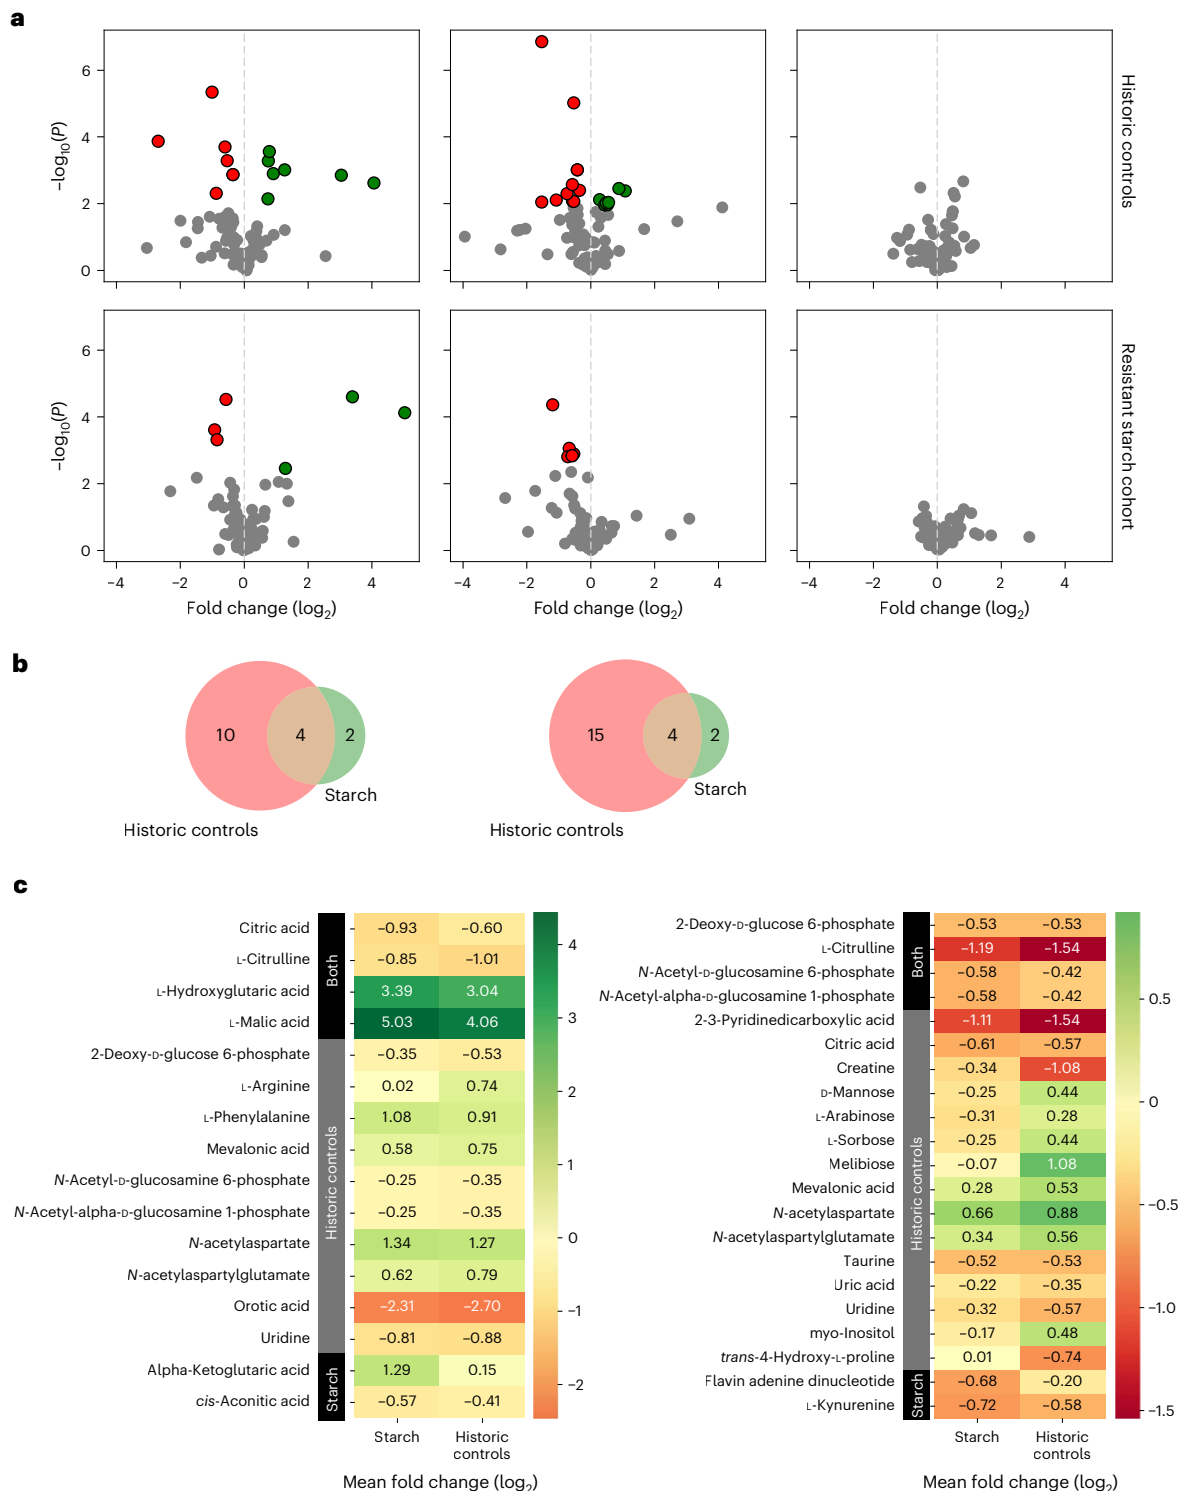 a
6
4
2
0
−log10(P)
Historic controls
6
4
2
0
−log10(P)
Resistant starch cohort
−4 −2 0 2 4
−4 −2 0 2 4
−4 −2 0 2 4
Fold change (log2)
Fold change (log2)
Fold change (log2)
b
10 4 2
Starch
Historic controls
15 4 2
Starch
Historic controls
c
Citric acid −0.93 −0.60
L-Citrulline −0.85 −1.01
L-Hydroxyglutaric acid 3.39 3.04
L-Malic acid 5.03 4.06
2-Deoxy-D-glucose 6-phosphate −0.35 −0.53
L-Arginine 0.02 0.74
L-Phenylalanine 1.08 0.91
Mevalonic acid 0.58 0.75
N-Acetyl-D-glucosamine 6-phosphate −0.25 −0.35
N-Acetyl-alpha-D-glucosamine 1-phosphate −0.25 −0.35
N-acetylaspartate 1.34 1.27
N-acetylaspartylglutamate 0.62 0.79
Orotic acid −2.31 −2.70
Uridine −0.81 −0.88
Alpha-Ketoglutaric acid 1.29 0.15
cis-Aconitic acid −0.57 −0.41
Both
Historic controls
Starch
4
3
2
1
0
−1
−2
Starch
Historic
controls
Mean fold change (log2)
2-Deoxy-D-glucose 6-phosphate −0.53 −0.53
L-Citrulline −1.19 −1.54
N-Acetyl-D-glucosamine 6-phosphate −0.58 −0.42
N-Acetyl-alpha-D-glucosamine 1-phosphate −0.58 −0.42
2-3-Pyridinedicarboxylic acid −1.11 −1.54
Citric acid −0.61 −0.57
Creatine −0.34 −1.08
D-Mannose −0.25 0.44
L-Arabinose −0.31 0.28
L-Sorbose −0.25 0.44
Melibiose −0.07 1.08
Mevalonic acid 0.28 0.53
N-acetylaspartate 0.66 0.88
N-acetylaspartylglutamate 0.34 0.56
Taurine −0.52 −0.53
Uric acid −0.22 −0.35
Uridine −0.32 −0.57
myo-Inositol −0.17 0.48
trans-4-Hydroxy-L-proline 0.01 −0.74
Flavin adenine dinucleotide −0.68 −0.20
L-Kynurenine −0.72 −0.58
Both
Historic controls
Starch
0.5
0
−0.5
−1.0
−1.5
Starch
Historic
controls
Mean fold change (log2)